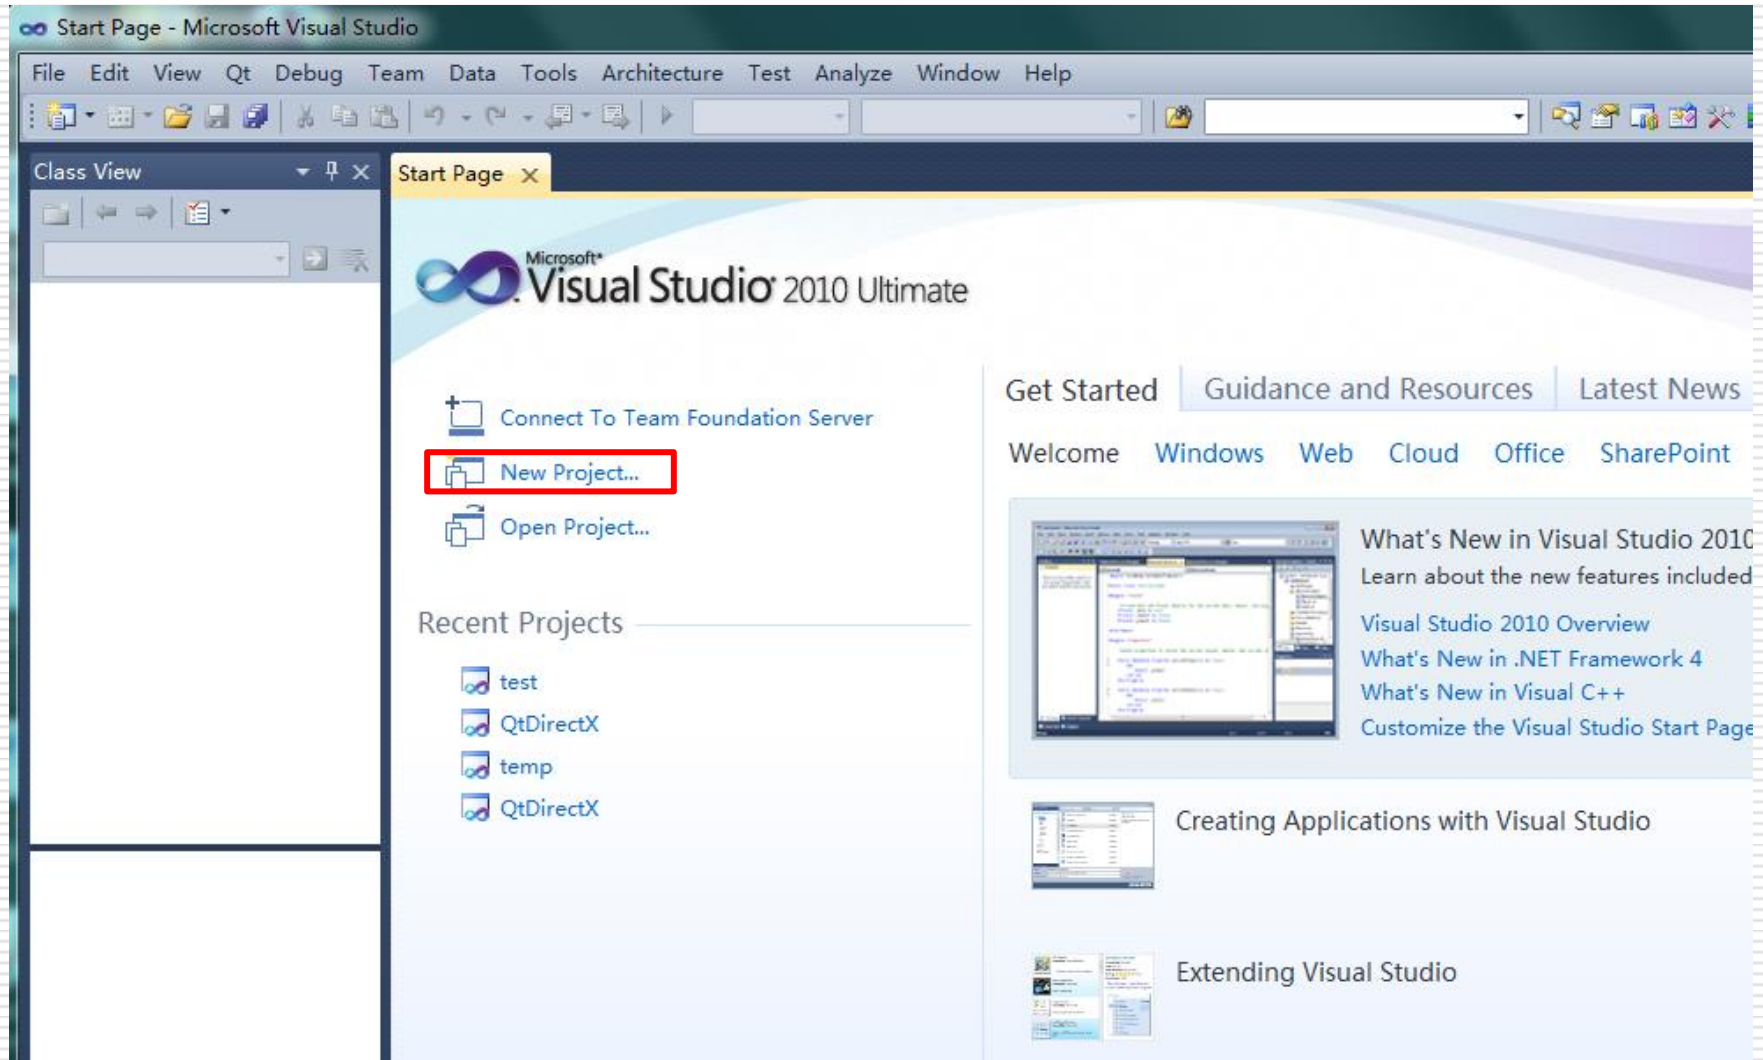 Start Page - Microsoft Visual Studio
File Edit View Qt Debug Team Data Tools Architecture Test Analyze Window Help
Class View
Start Page
Microsoft
Visual Studio 2010 Ultimate
Connect To Team Foundation Server
New Project...
Open Project...
Recent Projects
test
QtDirectX
temp
QtDirectX
Get Started Guidance and Resources Latest News
Welcome Windows Web Cloud Office SharePoint
What's New in Visual Studio 2010
Learn about the new features included
Visual Studio 2010 Overview
What's New in .NET Framework 4
What's New in Visual C++
Customize the Visual Studio Start Page
Creating Applications with Visual Studio
Extending Visual Studio